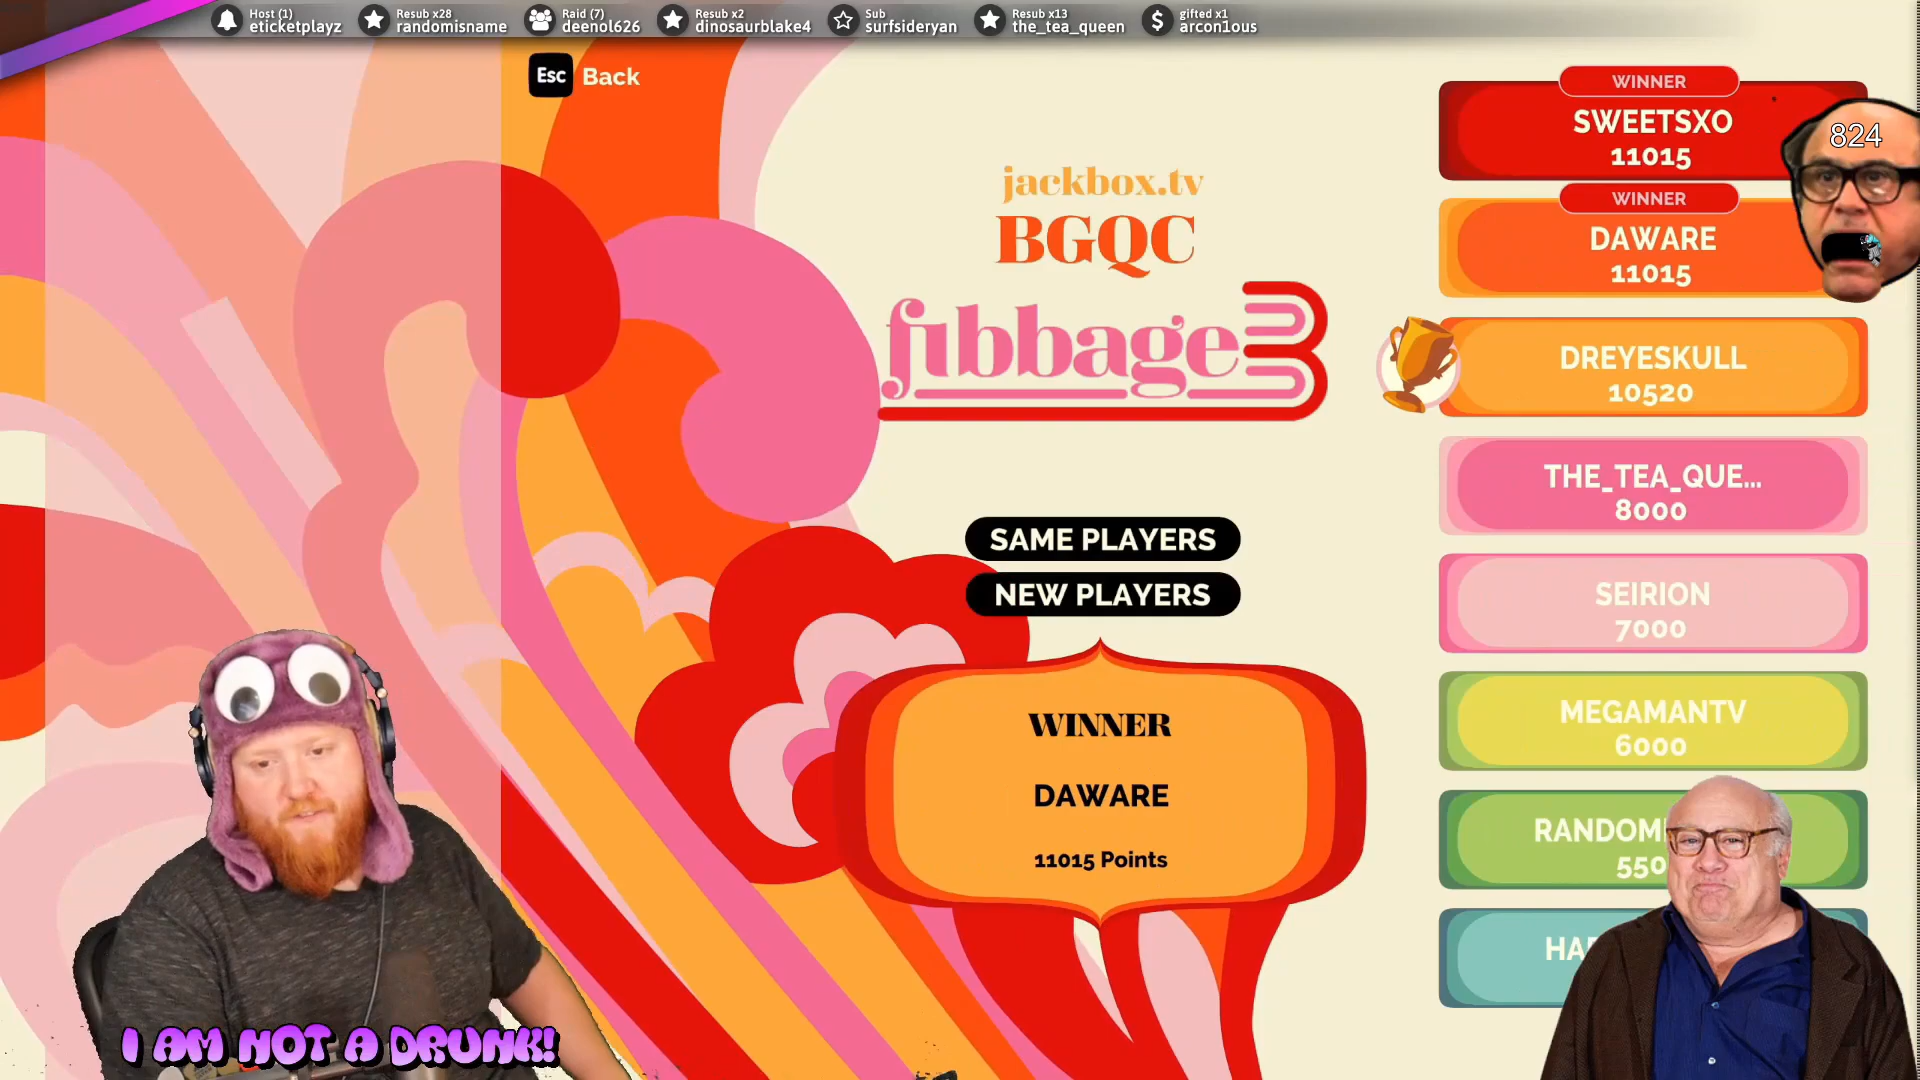 Host (1)
eticketplayz
Resub x28
randomisname
Raid (7)
deenol626
Resub x2
dinosaurblake4
Sub
surfsideryan
Resub x13
the_tea_queen
gifted x1
arcon1ous
Esc Back
jackbox.tv
BGQC
fibbage 3
SAME PLAYERS
NEW PLAYERS
WINNER
DAWARE
11015 Points
WINNER
SWEETSXO
11015
824
WINNER
DAWARE
11015
DREYESKULL
10520
THE_TEA_QUE...
8000
SEIRION
7000
MEGAMANTV
6000
I AM NOT A DRUNK!